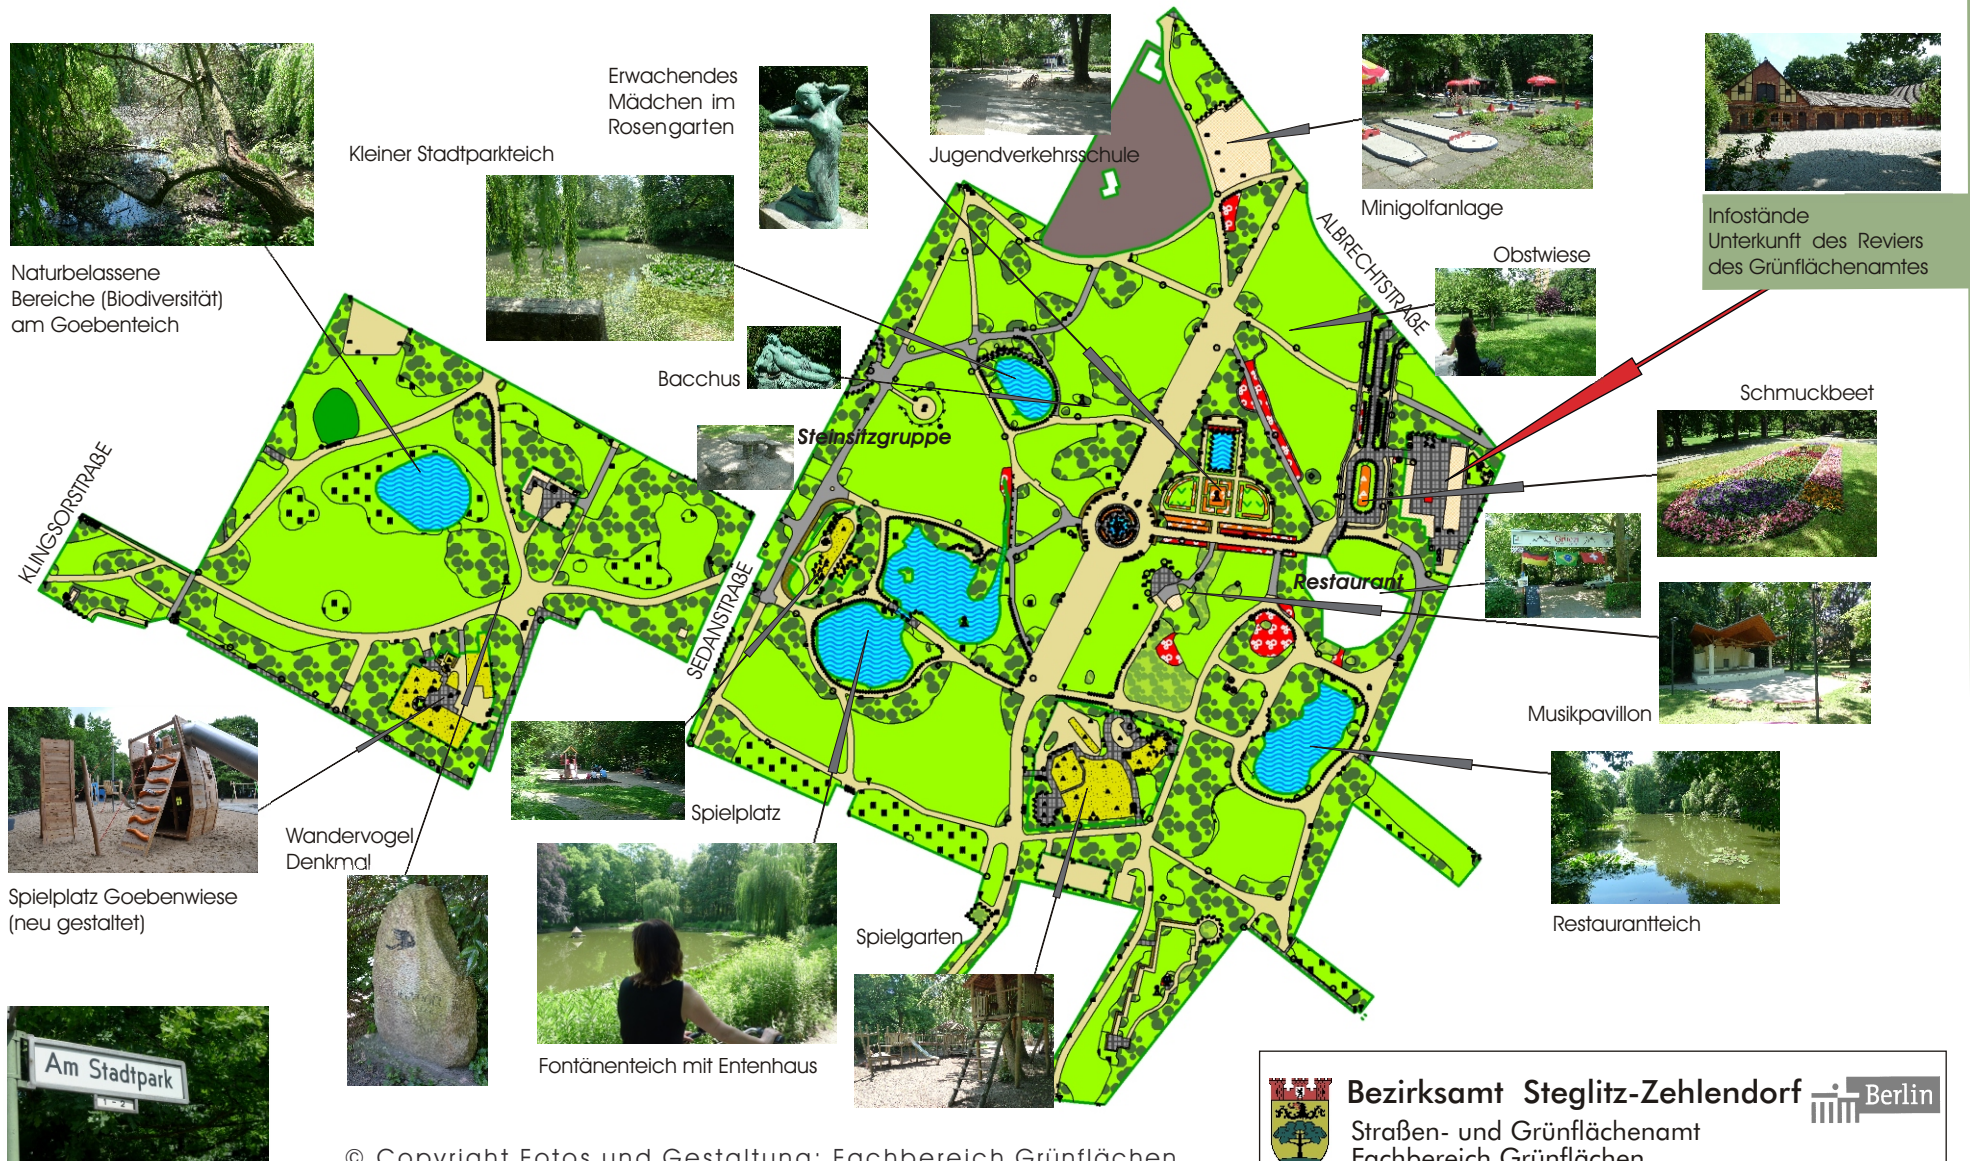 Erwachendes
Mädchen im
Rosengarten
Kleiner Stadtparkteich
Jugendverkehrsschule
Minigolfanlage
ALBRECHTSTRAßE
Infostände
Unterkunft des Reviers
des Grünflächenamtes
Obstwiese
Naturbelassene
Bereiche (Biodiversität)
am Goebenteich
Bacchus
Steinsitzgruppe
Schmuckbeet
KLINGSORSTRAßE
SEDANSTRAßE
Restaurant
Musikpavillon
Spielplatz
Wandervogel
Denkmal
Spielplatz Goebenwiese
(neu gestaltet)
Restaurantteich
Spielgarten
Fontänenteich mit Entenhaus
Am Stadtpark
1-2
Bezirksamt Steglitz-Zehlendorf
Berlin
Straßen- und Grünflächenamt
Fachbereich Grünflächen
© Copyright Fotos und Gestaltung: Fachbereich Grünflächen